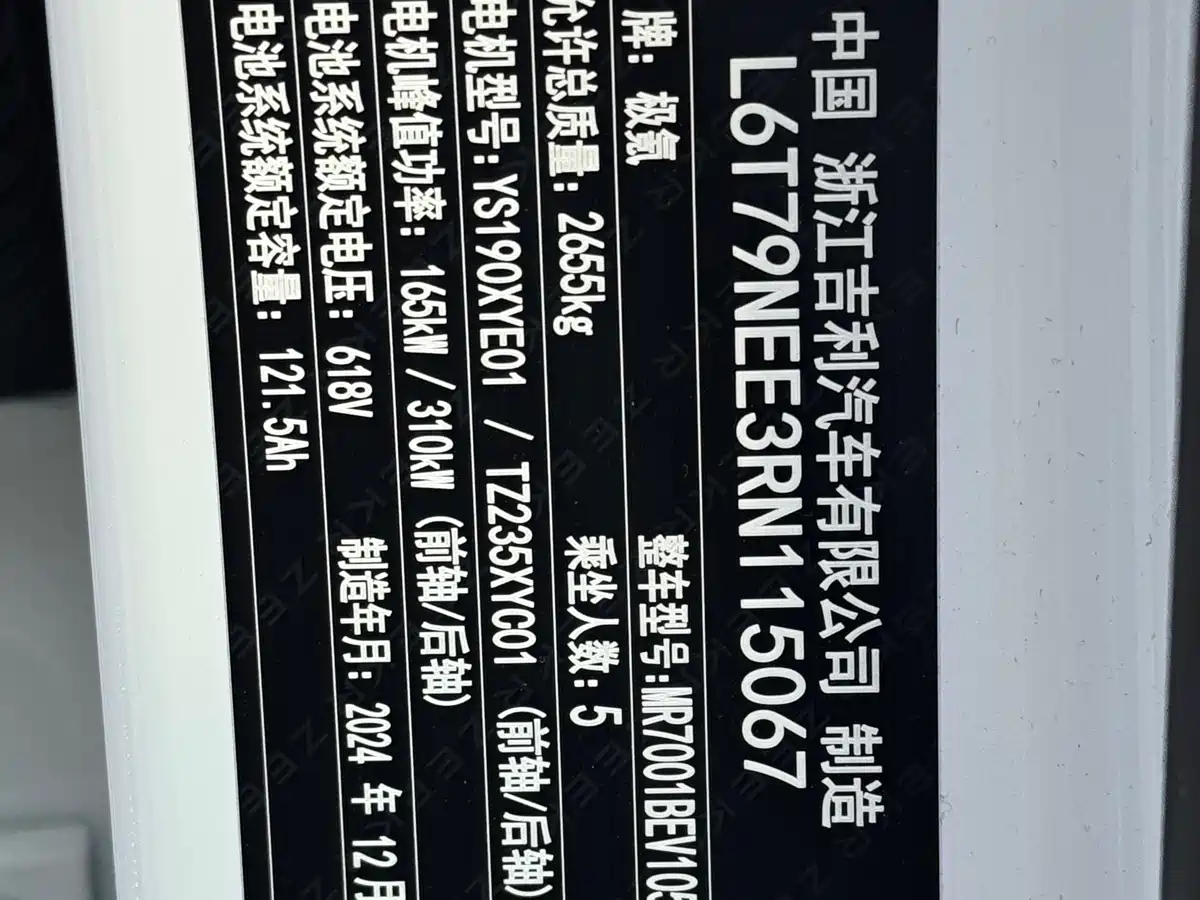 中国 浙江吉利汽车有限公司 制造
L6T79NEE3RN115067
牌: 极氪 整车型号:MR7001BEV105
允许总质量: 2655kg 乘坐人数: 5
电机型号: YS190XYE01 / TZ235XYC01 (前轴/后轴)
电机峰值功率: 165kW / 310kW (前轴/后轴)
电池系统额定电压: 618V 制造年月: 2024 年 12 月
电池系统额定容量: 121.5Ah